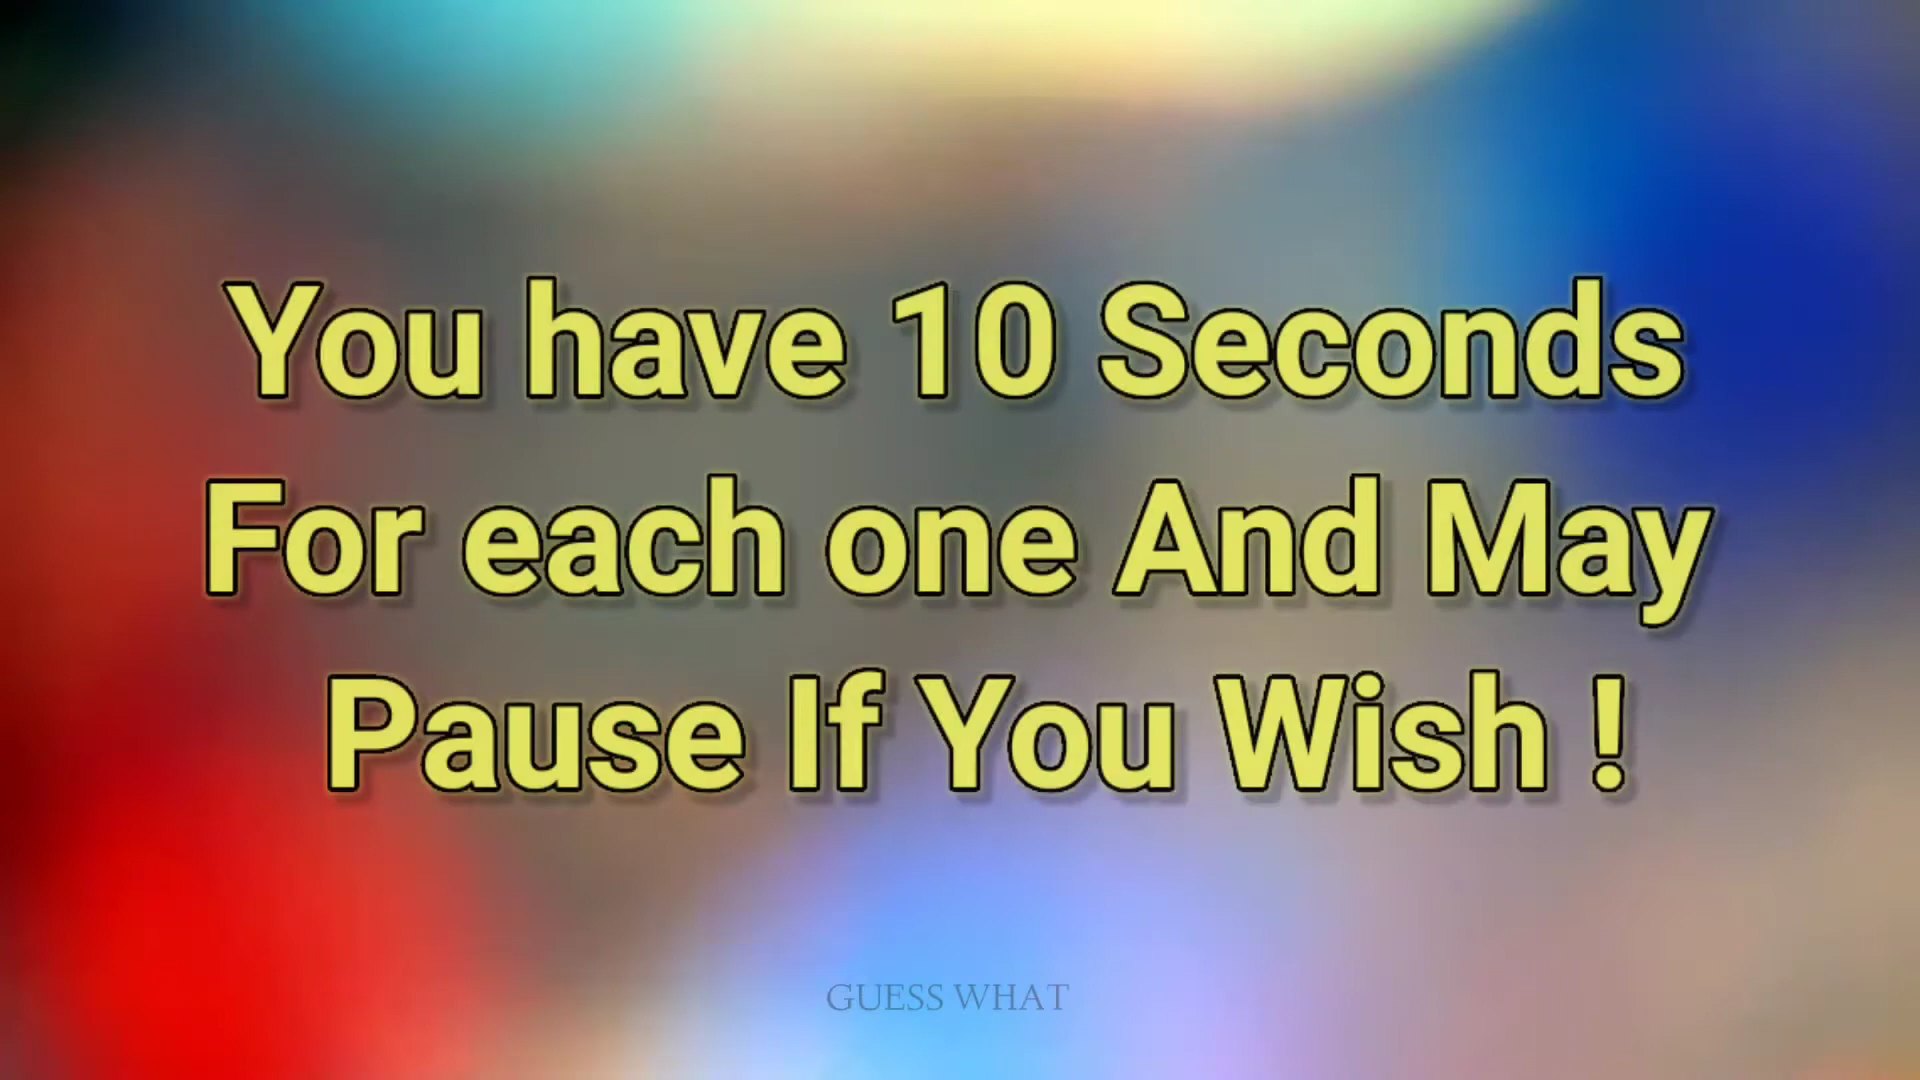 You have 10 Seconds
For each one And May
Pause If You Wish !
GUESS WHAT